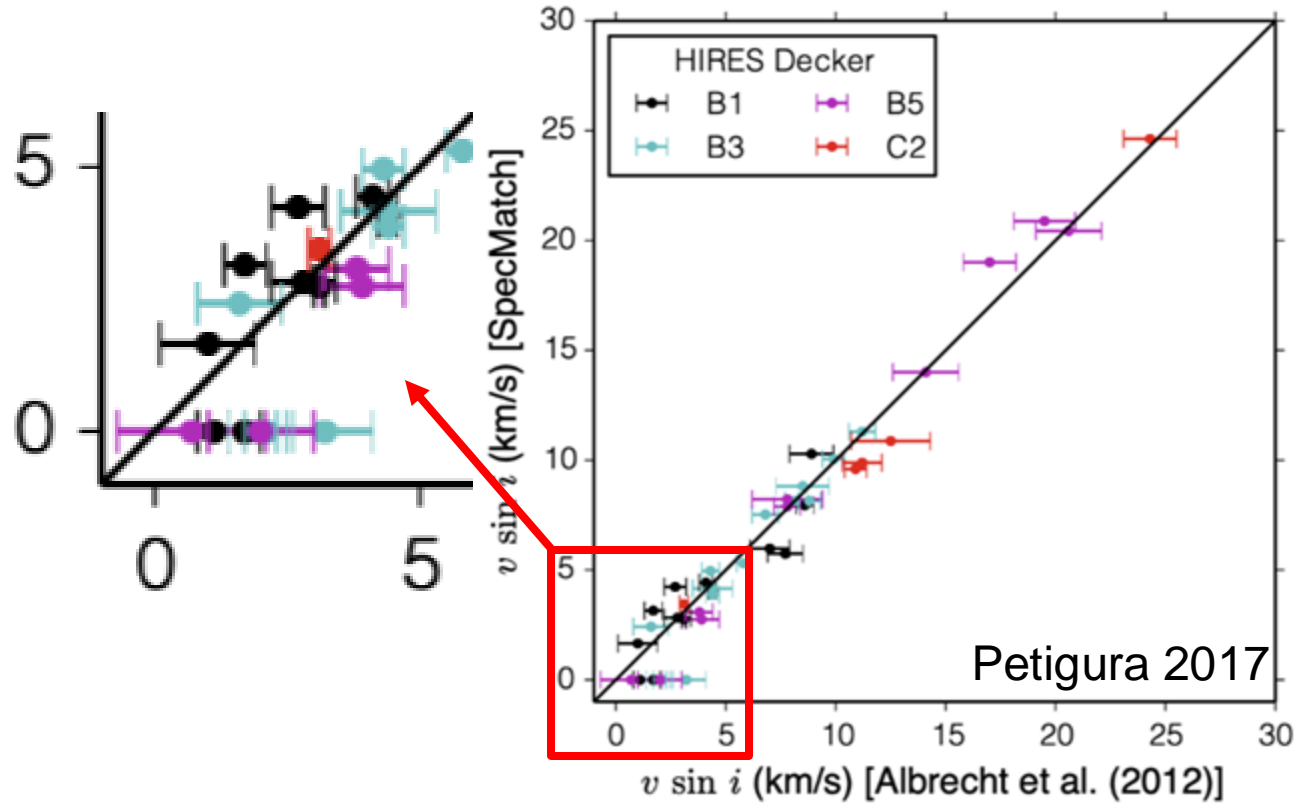 5
0
0
5
30
25
20
15
10
5
0
v sin i (km/s) [SpecMatch]
HIRES Decker
B1
B5
B3
C2
Petigura 2017
0
5
10
15
20
25
30
v sin i (km/s) [Albrecht et al. (2012)]